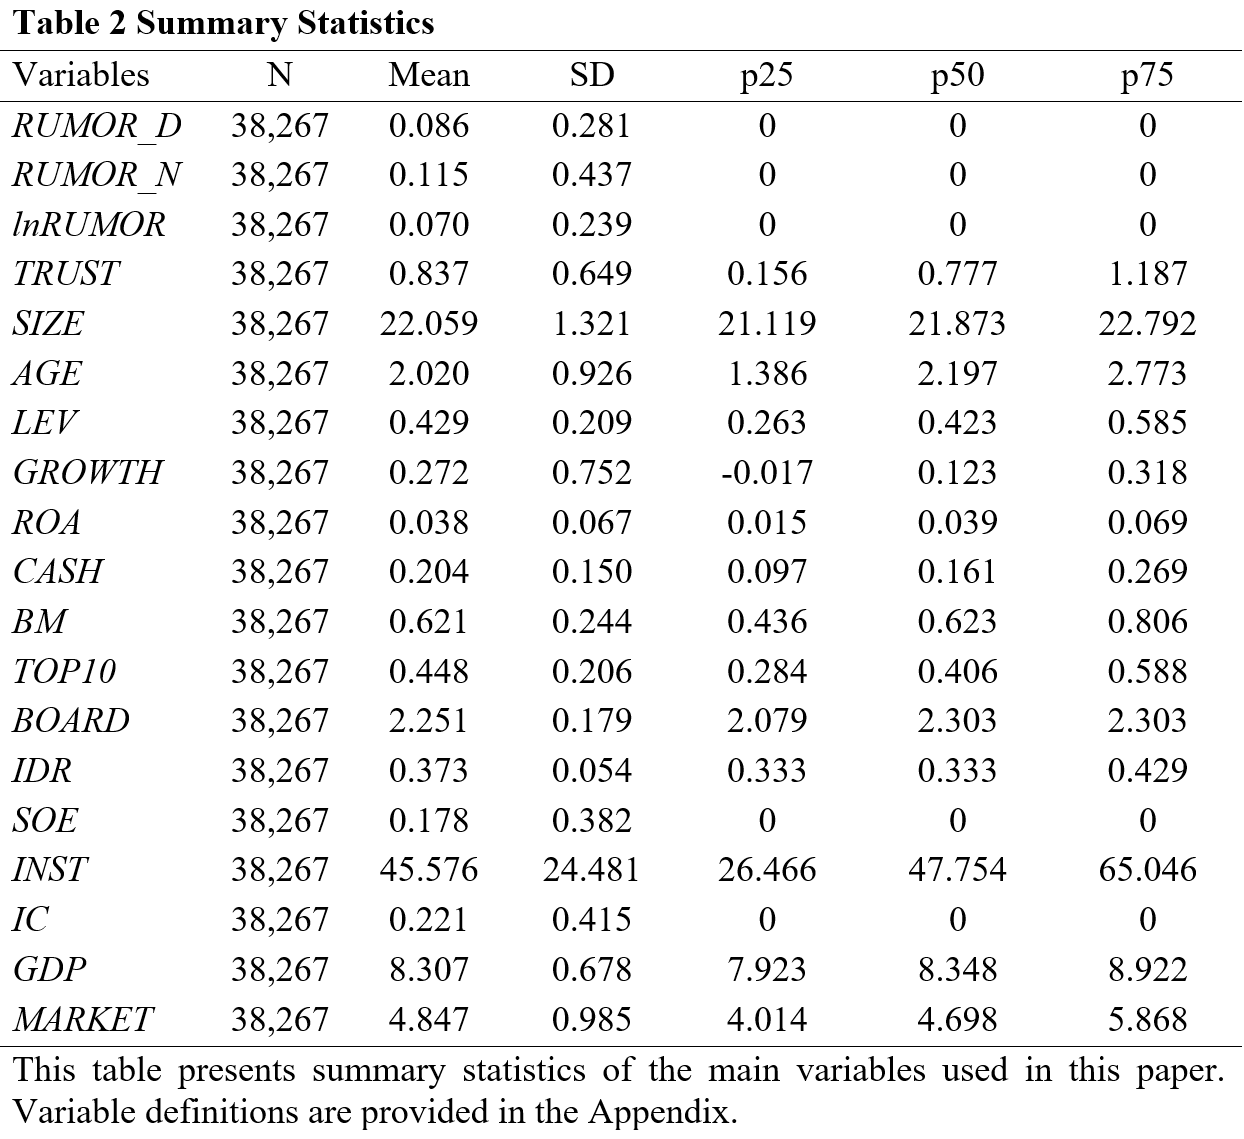 Table 2 Summary Statistics
Variables N Mean SD p25 p50 p75
RUMOR_D 38,267 0.086 0.281 0 0 0
RUMOR_N 38,267 0.115 0.437 0 0 0
lnRUMOR 38,267 0.070 0.239 0 0 0
TRUST 38,267 0.837 0.649 0.156 0.777 1.187
SIZE 38,267 22.059 1.321 21.119 21.873 22.792
AGE 38,267 2.020 0.926 1.386 2.197 2.773
LEV 38,267 0.429 0.209 0.263 0.423 0.585
GROWTH 38,267 0.272 0.752 -0.017 0.123 0.318
ROA 38,267 0.038 0.067 0.015 0.039 0.069
CASH 38,267 0.204 0.150 0.097 0.161 0.269
BM 38,267 0.621 0.244 0.436 0.623 0.806
TOP10 38,267 0.448 0.206 0.284 0.406 0.588
BOARD 38,267 2.251 0.179 2.079 2.303 2.303
IDR 38,267 0.373 0.054 0.333 0.333 0.429
SOE 38,267 0.178 0.382 0 0 0
INST 38,267 45.576 24.481 26.466 47.754 65.046
IC 38,267 0.221 0.415 0 0 0
GDP 38,267 8.307 0.678 7.923 8.348 8.922
MARKET 38,267 4.847 0.985 4.014 4.698 5.868
This table presents summary statistics of the main variables used in this paper.
Variable definitions are provided in the Appendix.